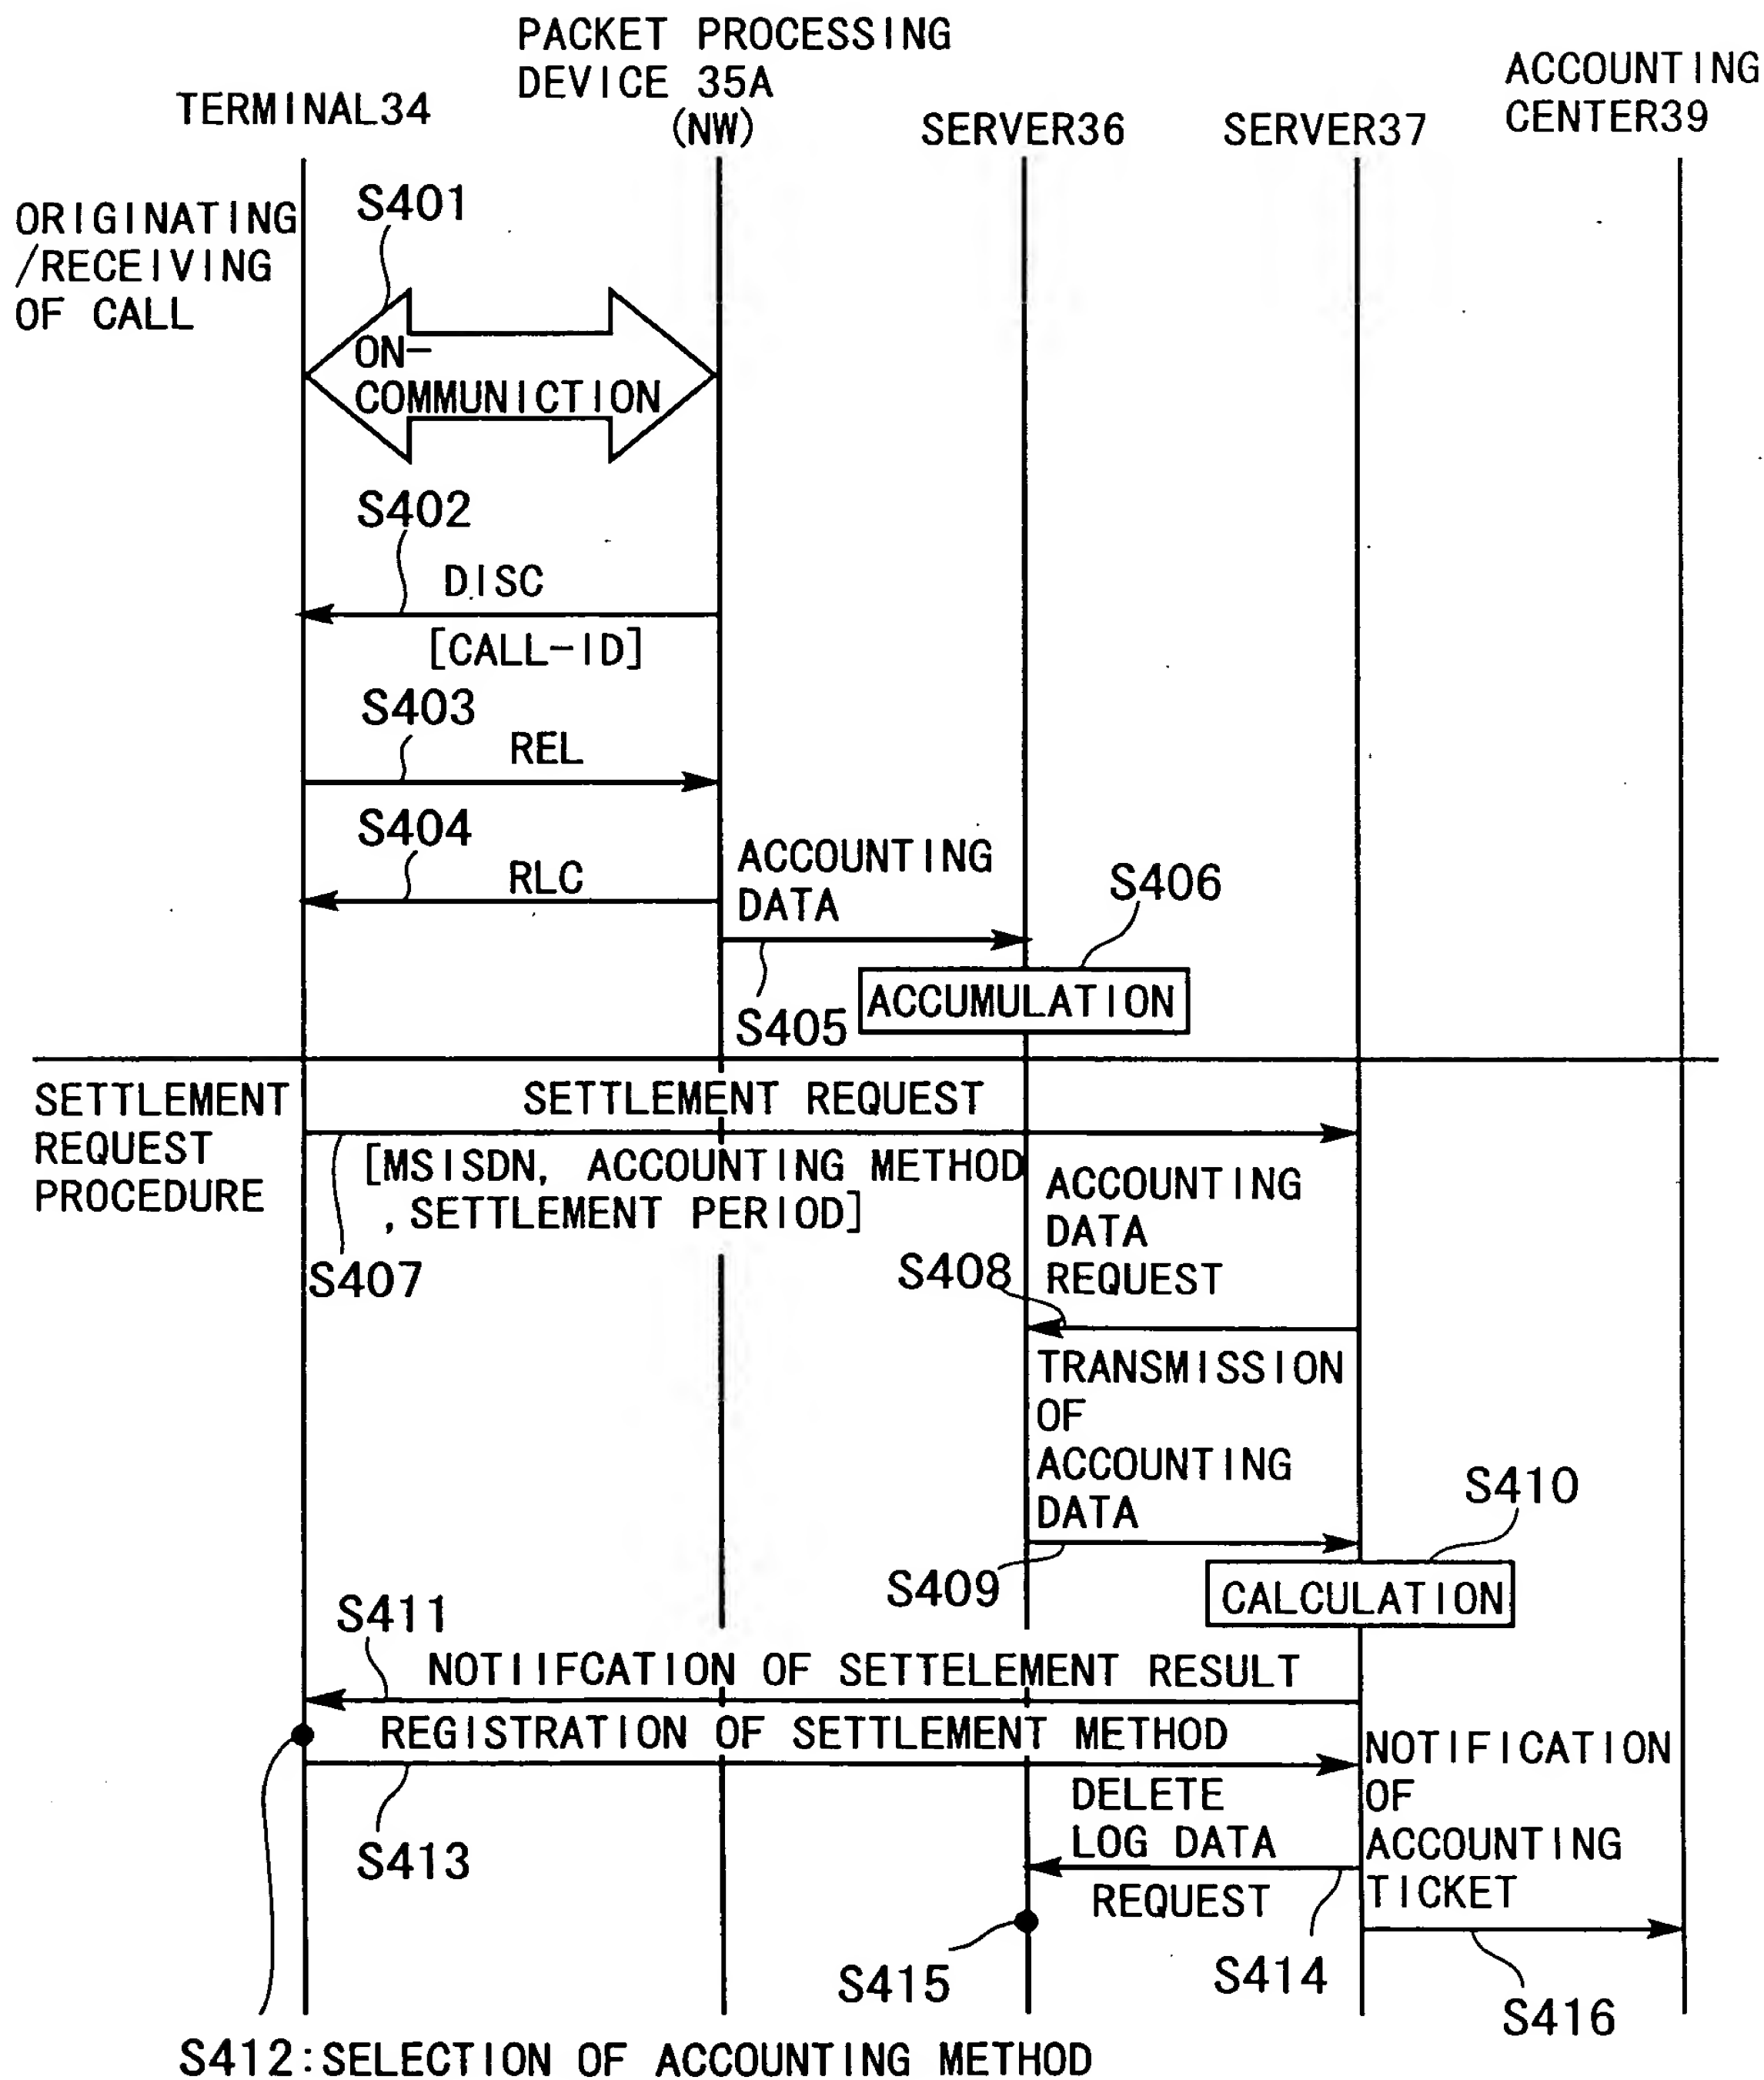 PACKET PROCESSING
DEVICE 35A
(NW)
TERMINAL34
SERVER36
SERVER37
ACCOUNTING
CENTER39
ORIGINATING
/RECEIVING
OF CALL
S401
ON-
COMMUNICTION
S402
DISC
[CALL-ID]
S403
REL
S404
RLC
ACCOUNTING
DATA
S405
S406
ACCUMULATION
SETTLEMENT
REQUEST
PROCEDURE
SETTLEMENT REQUEST
[MSISDN, ACCOUNTING METHOD
, SETTLEMENT PERIOD]
S407
ACCOUNTING
DATA
REQUEST
S408
TRANSMISSION
OF
ACCOUNTING
DATA
S409
S410
CALCULATION
S411
NOTIIFCATION OF SETTELEMENT RESULT
REGISTRATION OF SETTLEMENT METHOD
S413
DELETE
LOG DATA
REQUEST
S414
S415
NOTIFICATION
OF
ACCOUNTING
TICKET
S416
S412:SELECTION OF ACCOUNTING METHOD